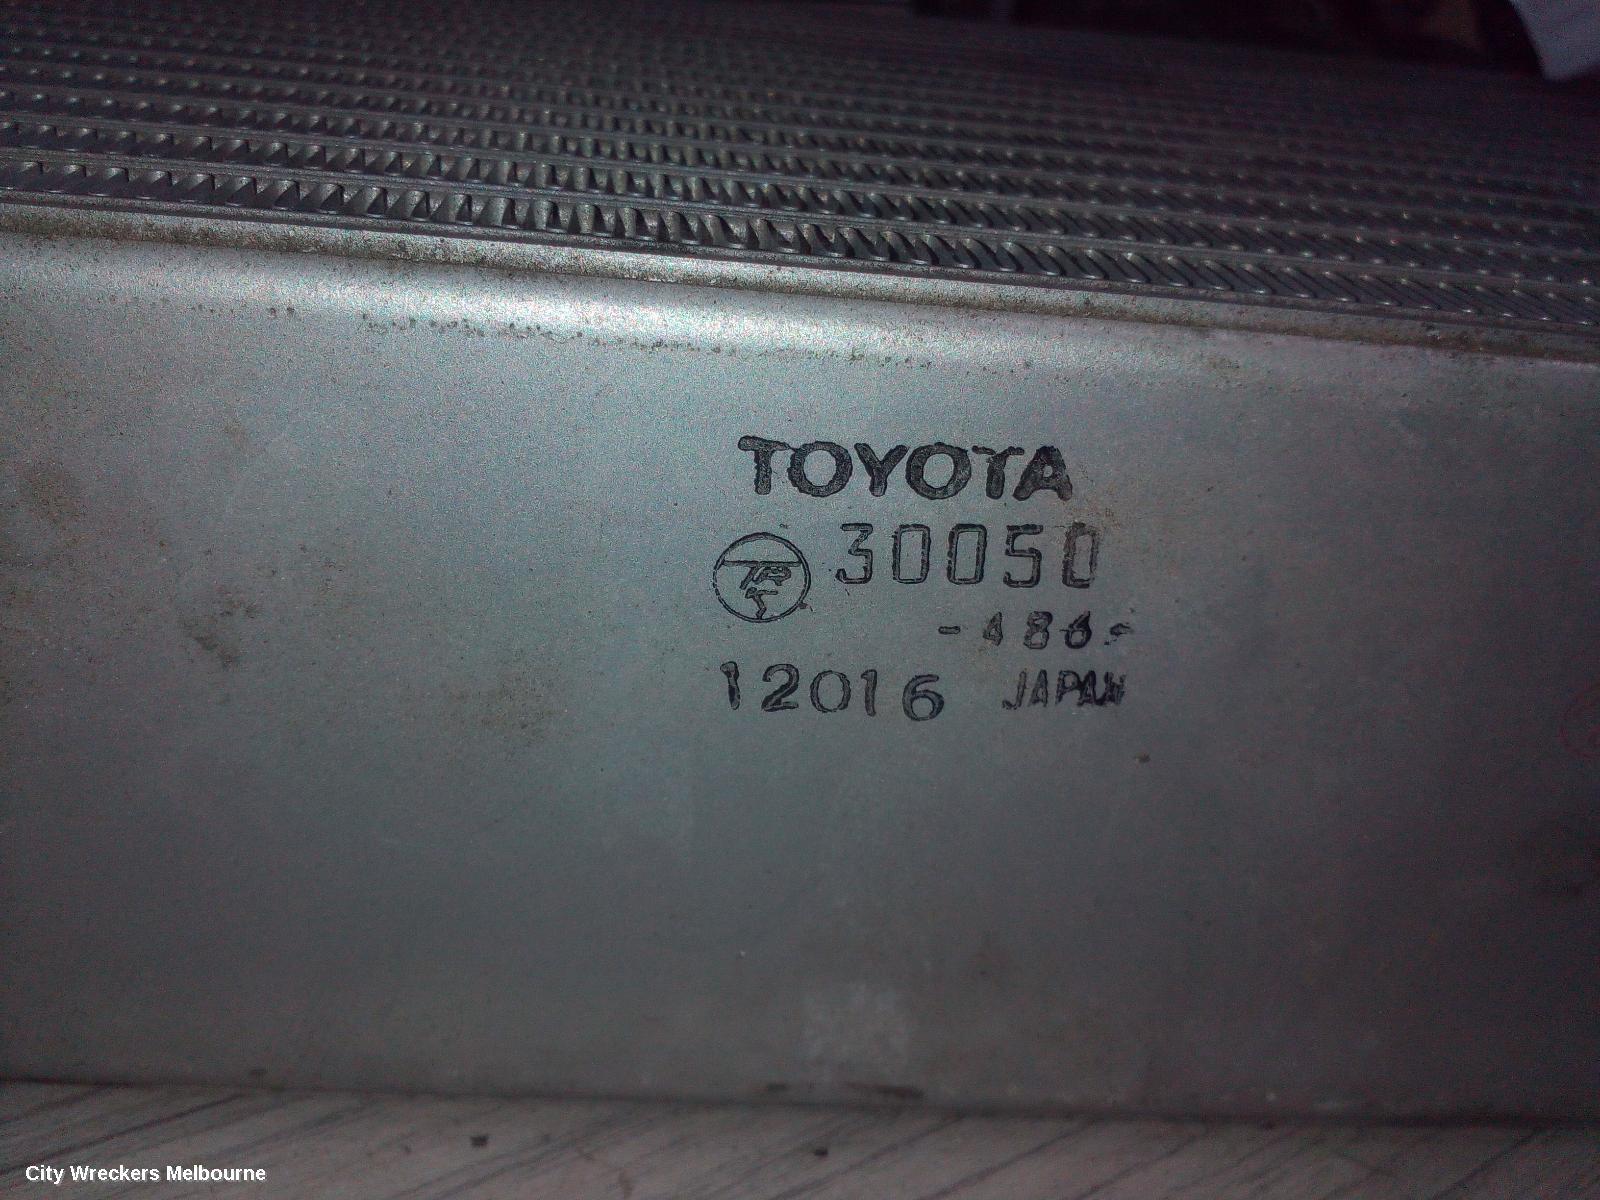 TOYOTA
30050
12016 JAPAN
City Wreckers Melbourne